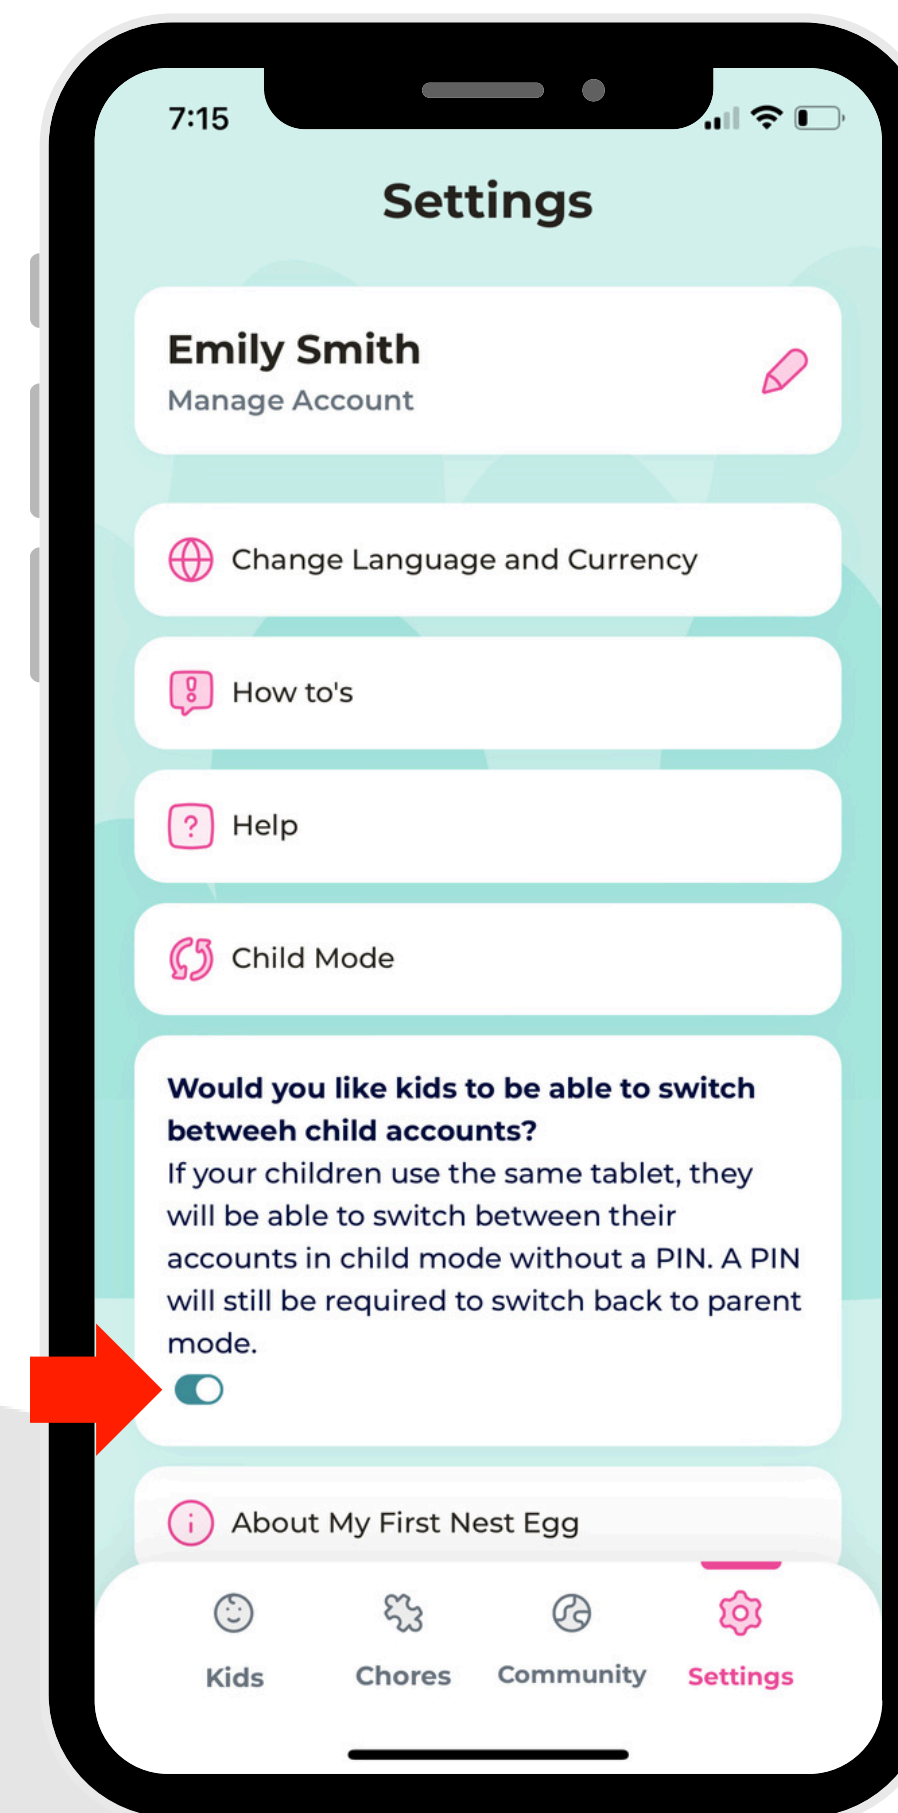 7:15
Settings
Emily Smith
Manage Account
Change Language and Currency
How to's
Help
Child Mode
Would you like kids to be able to switch
betweeh child accounts?
If your children use the same tablet, they
will be able to switch between their
accounts in child mode without a PIN. A PIN
will still be required to switch back to parent
mode.
About My First Nest Egg
Kids Chores Community Settings